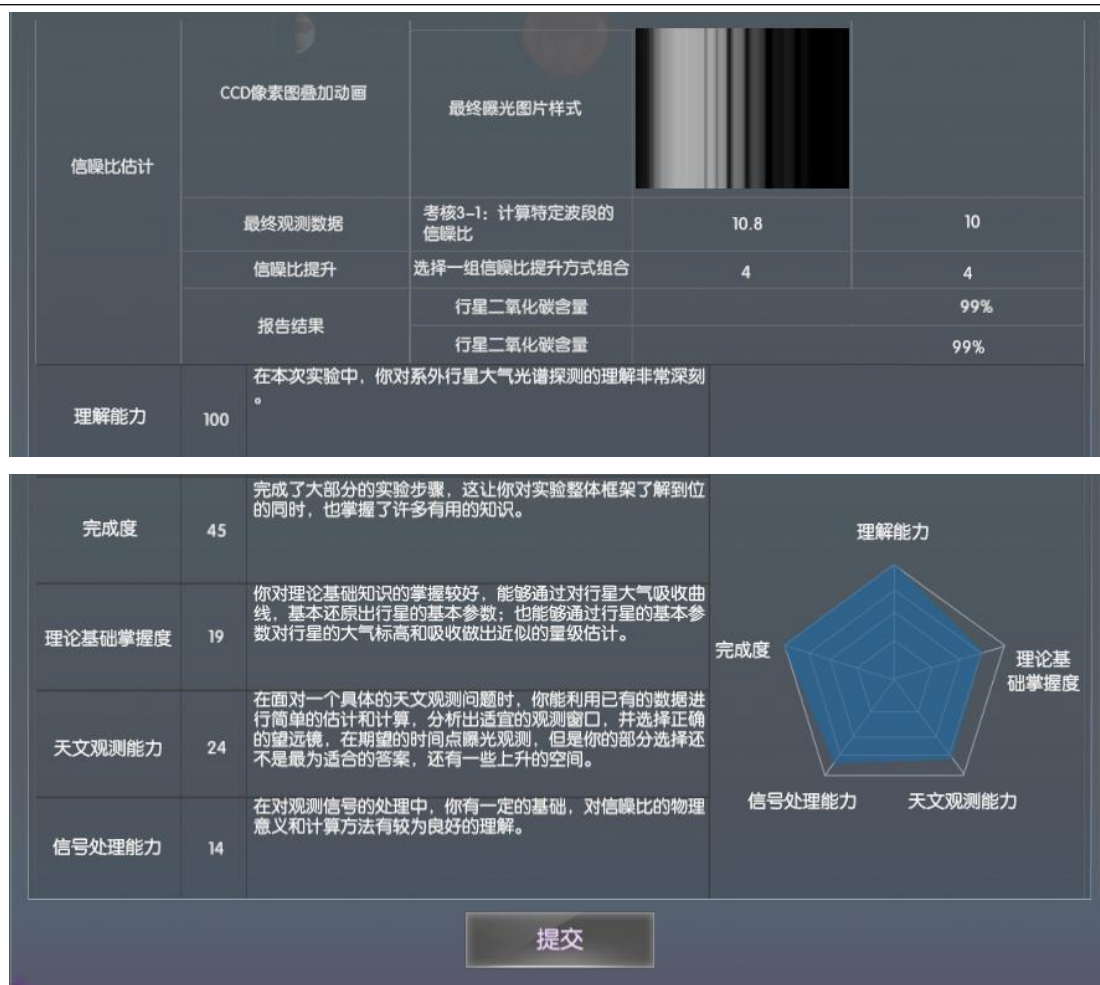 CCD像素图叠加动画
最终曝光图片样式
信噪比估计
最终观测数据
考核3-1：计算特定波段的
信噪比
10.8
10
信噪比提升
选择一组信噪比提升方式组合
4
4
报告结果
行星二氧化碳含量
99%
行星二氧化碳含量
99%
理解能力
100
在本次实验中，你对系外行星大气光谱探测的理解非常深刻
。
完成度
45
完成了大部分的实验步骤，这让你对实验整体框架了解到位
的同时，也掌握了许多有用的知识。
理论基础掌握度
19
你对理论基础知识的掌握较好，能够通过对行星大气吸收曲
线，基本还原出行星的基本参数；也能够通过行星的基本参
数对行星的大气标高和吸收做出近似的量级估计。
天文观测能力
24
在面对一个具体的天文观测问题时，你能利用已有的数据进
行简单的估计和计算，分析出适宜的观测窗口，并选择正确
的望远镜，在期望的时间点曝光观测，但是你的部分选择还
不是最为适合的答案，还有一些上升的空间。
信号处理能力
14
在对观测信号的处理中，你有一定的基础，对信噪比的物理
意义和计算方法有较为良好的理解。
理解能力
完成度
理论基
础掌握度
信号处理能力
天文观测能力
提交